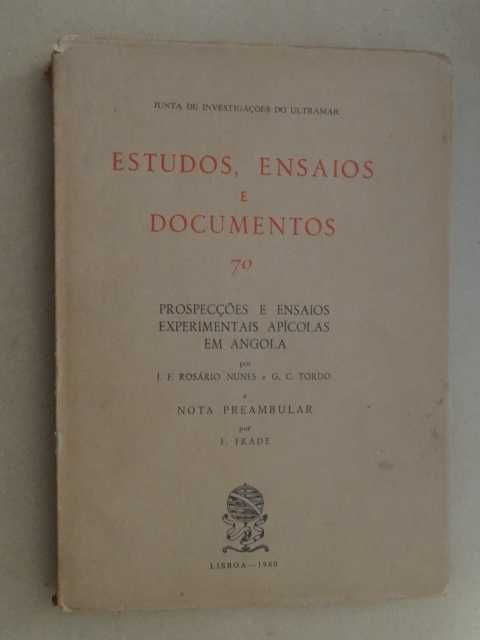 JUNTA DE INVESTIGAÇÕES DO ULTRAMAR
ESTUDOS, ENSAIOS
E
DOCUMENTOS
70
PROSPECÇÕES E ENSAIOS
EXPERIMENTAIS APÍCOLAS
EM ANGOLA
por
J. F. ROSÁRIO NUNES e G. C. TORDO
e
NOTA PREAMBULAR
por
F. FRADE
LISBOA—1960